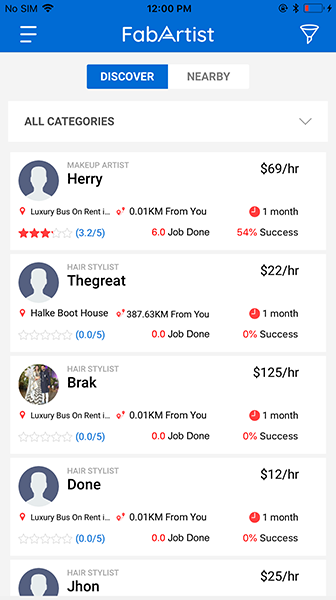 No SIM 12:00 PM
FabArtist
DISCOVER NEARBY
ALL CATEGORIES
MAKEUP ARTIST
Herry
$69/hr
Luxury Bus On Rent i... 0.01KM From You 1 month
(3.2/5) 6.0 Job Done 54% Success
HAIR STYLIST
Thegreat
$22/hr
Halke Boot House 387.63KM From You 1 month
(0.0/5) 0.0 Job Done 0% Success
HAIR STYLIST
Brak
$125/hr
Luxury Bus On Rent i... 0.01KM From You 1 month
(0.0/5) 0.0 Job Done 0% Success
HAIR STYLIST
Done
$12/hr
Luxury Bus On Rent i... 0.01KM From You 1 month
(0.0/5) 0.0 Job Done 0% Success
HAIR STYLIST
Jhon
$25/hr